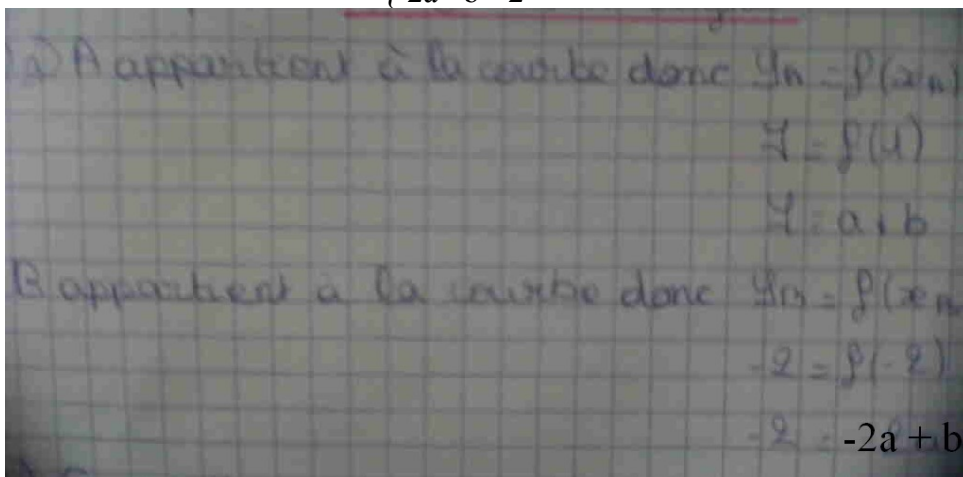 a) A appartient à la courbe donc yA = f(xA)
7 = f(1)
7 = a + b
B appartient a la courbe donc yB = f(xB
-2 = f(-2)
-2 = -2a + b